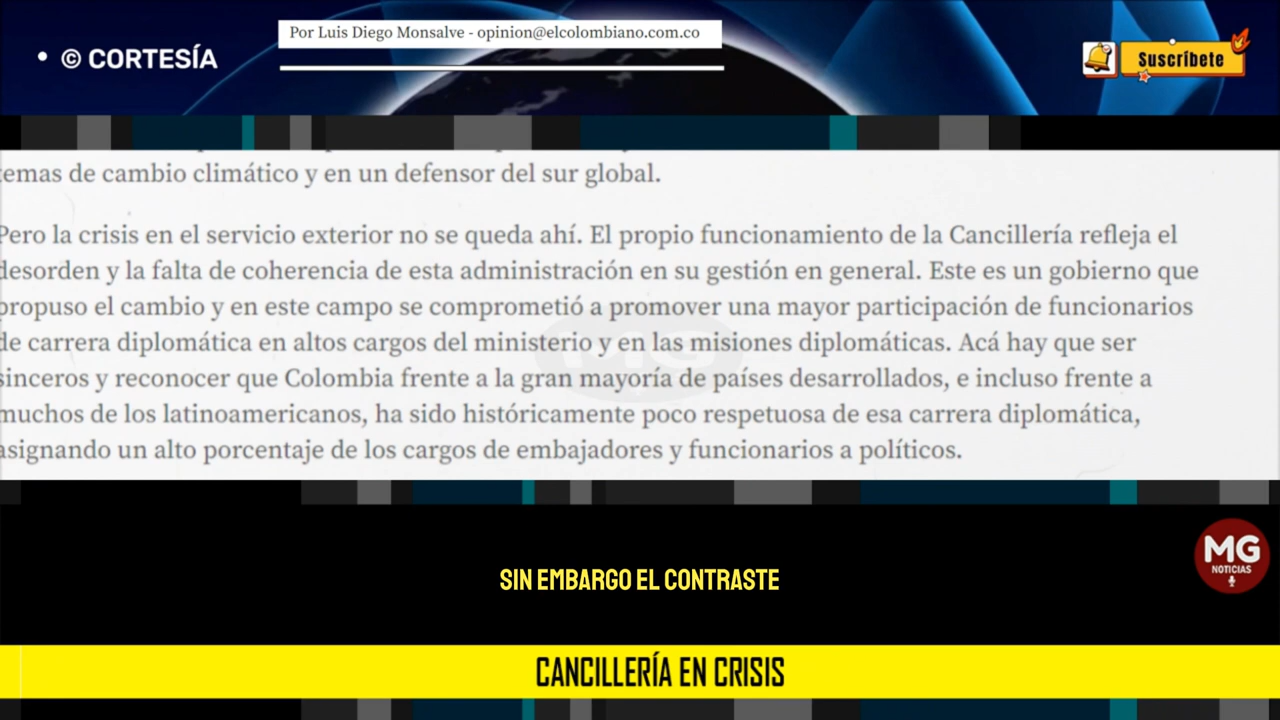 Por Luis Diego Monsalve - opinion@elcolombiano.com.co
• © CORTESÍA
Suscríbete
temas de cambio climático y en un defensor del sur global.
Pero la crisis en el servicio exterior no se queda ahí. El propio funcionamiento de la Cancillería refleja el
desorden y la falta de coherencia de esta administración en su gestión en general. Este es un gobierno que
propuso el cambio y en este campo se comprometió a promover una mayor participación de funcionarios
de carrera diplomática en altos cargos del ministerio y en las misiones diplomáticas. Acá hay que ser
sinceros y reconocer que Colombia frente a la gran mayoría de países desarrollados, e incluso frente a
muchos de los latinoamericanos, ha sido históricamente poco respetuosa de esa carrera diplomática,
asignando un alto porcentaje de los cargos de embajadores y funcionarios a políticos.
MG
MG
NOTICIAS
SIN EMBARGO EL CONTRASTE
CANCILLERÍA EN CRISIS